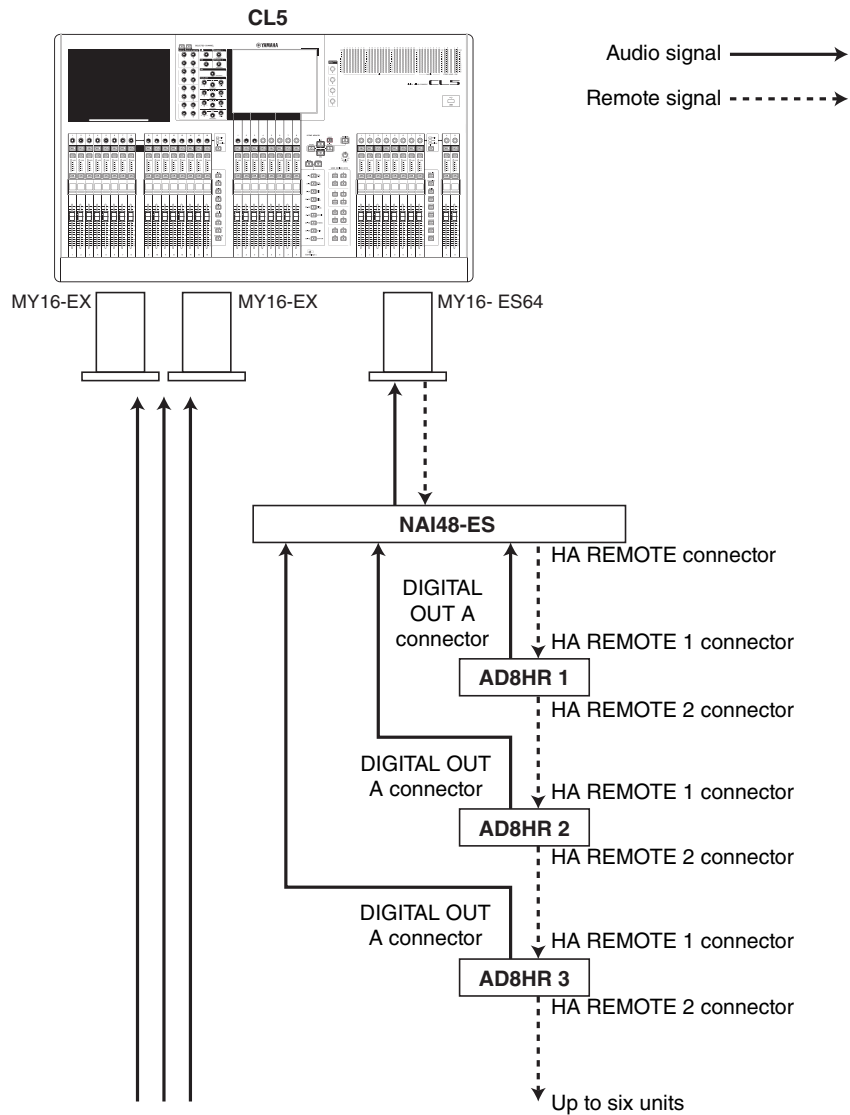 CL5
YAMAHA
CL5
Audio signal
Remote signal
MY16-EX
MY16-EX
MY16- ES64
NAI48-ES
HA REMOTE connector
DIGITAL
OUT A
connector
HA REMOTE 1 connector
AD8HR 1
HA REMOTE 2 connector
DIGITAL OUT
A connector
HA REMOTE 1 connector
AD8HR 2
HA REMOTE 2 connector
DIGITAL OUT
A connector
HA REMOTE 1 connector
AD8HR 3
HA REMOTE 2 connector
Up to six units